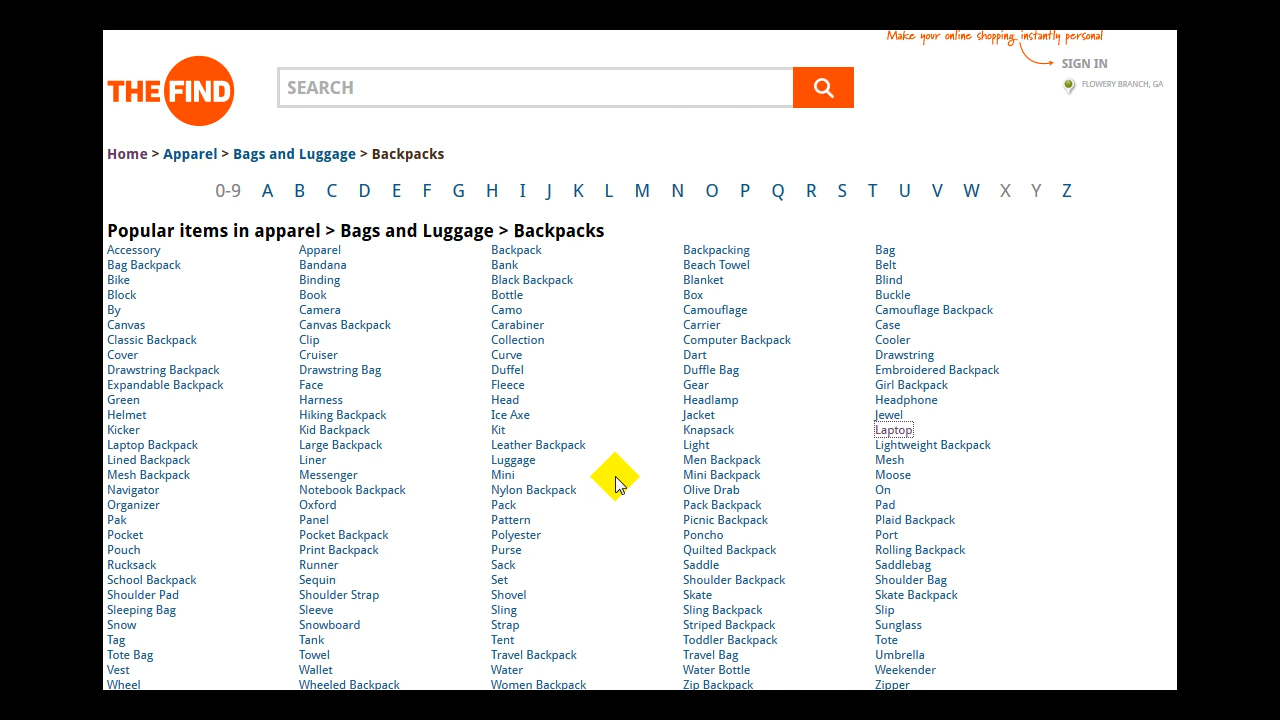 Make your online shopping instantly personal
THE FIND
SEARCH
SIGN IN
FLOWERY BRANCH, GA
Home > Apparel > Bags and Luggage > Backpacks
0-9 A B C D E F G H I J K L M N O P Q R S T U V W X Y Z
Popular items in apparel > Bags and Luggage > Backpacks
Accessory Apparel Backpack Backpacking Bag
Bag Backpack Bandana Bank Beach Towel Belt
Bike Binding Black Backpack Blanket Blind
Block Book Bottle Box Buckle
By Camera Camo Camouflage Camouflage Backpack
Canvas Canvas Backpack Carabiner Carrier Case
Classic Backpack Clip Collection Computer Backpack Cooler
Cover Cruiser Curve Dart Drawstring
Drawstring Backpack Drawstring Bag Duffel Duffle Bag Embroidered Backpack
Expandable Backpack Face Fleece Gear Girl Backpack
Green Harness Head Headlamp Headphone
Helmet Hiking Backpack Ice Axe Jacket Jewel
Kicker Kid Backpack Kit Knapsack Laptop
Laptop Backpack Large Backpack Leather Backpack Light Lightweight Backpack
Lined Backpack Liner Luggage Men Backpack Mesh
Mesh Backpack Messenger Mini Mini Backpack Moose
Navigator Notebook Backpack Nylon Backpack Olive Drab On
Organizer Oxford Pack Pack Backpack Pad
Pak Panel Pattern Picnic Backpack Plaid Backpack
Pocket Pocket Backpack Polyester Poncho Port
Pouch Print Backpack Purse Quilted Backpack Rolling Backpack
Rucksack Runner Sack Saddle Saddlebag
School Backpack Sequin Set Shoulder Backpack Shoulder Bag
Shoulder Pad Shoulder Strap Shovel Skate Skate Backpack
Sleeping Bag Sleeve Sling Sling Backpack Slip
Snow Snowboard Strap Striped Backpack Sunglass
Tag Tank Tent Toddler Backpack Tote
Tote Bag Towel Travel Backpack Travel Bag Umbrella
Vest Wallet Water Water Bottle Weekender
Wheel Wheeled Backpack Women Backpack Zip Backpack Zipper